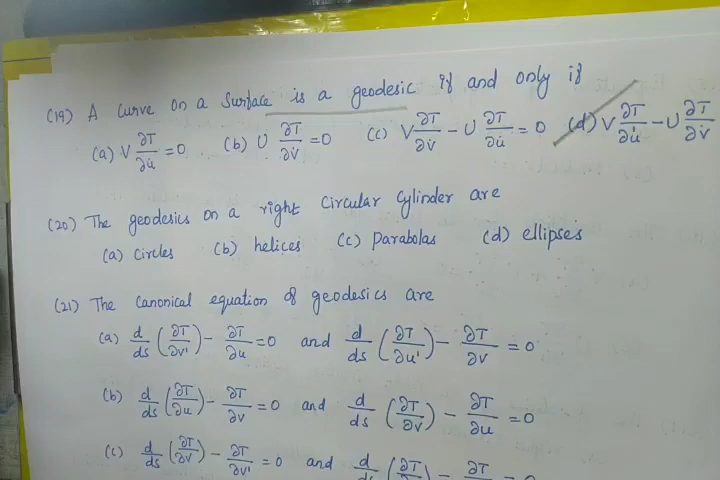 (19) A curve on a surface is a geodesic if and only if
(a) V ∂T/∂u̇ = 0 (b) U ∂T/∂v̇ = 0 (c) V ∂T/∂v̇ - U ∂T/∂u̇ = 0 (d) V ∂T/∂u̇ - U ∂T/∂v̇
(20) The geodesics on a right circular cylinder are
(a) circles (b) helices (c) parabolas (d) ellipses
(21) The canonical equation of geodesics are
(a) d/ds (∂T/∂v') - ∂T/∂u = 0 and d/ds (∂T/∂u') - ∂T/∂v = 0
(b) d/ds (∂T/∂u) - ∂T/∂v = 0 and d/ds (∂T/∂v) - ∂T/∂u = 0
(c) d/ds (∂T/∂v) - ∂T/∂v' = 0 and d/ds (∂T - ∂T = 0